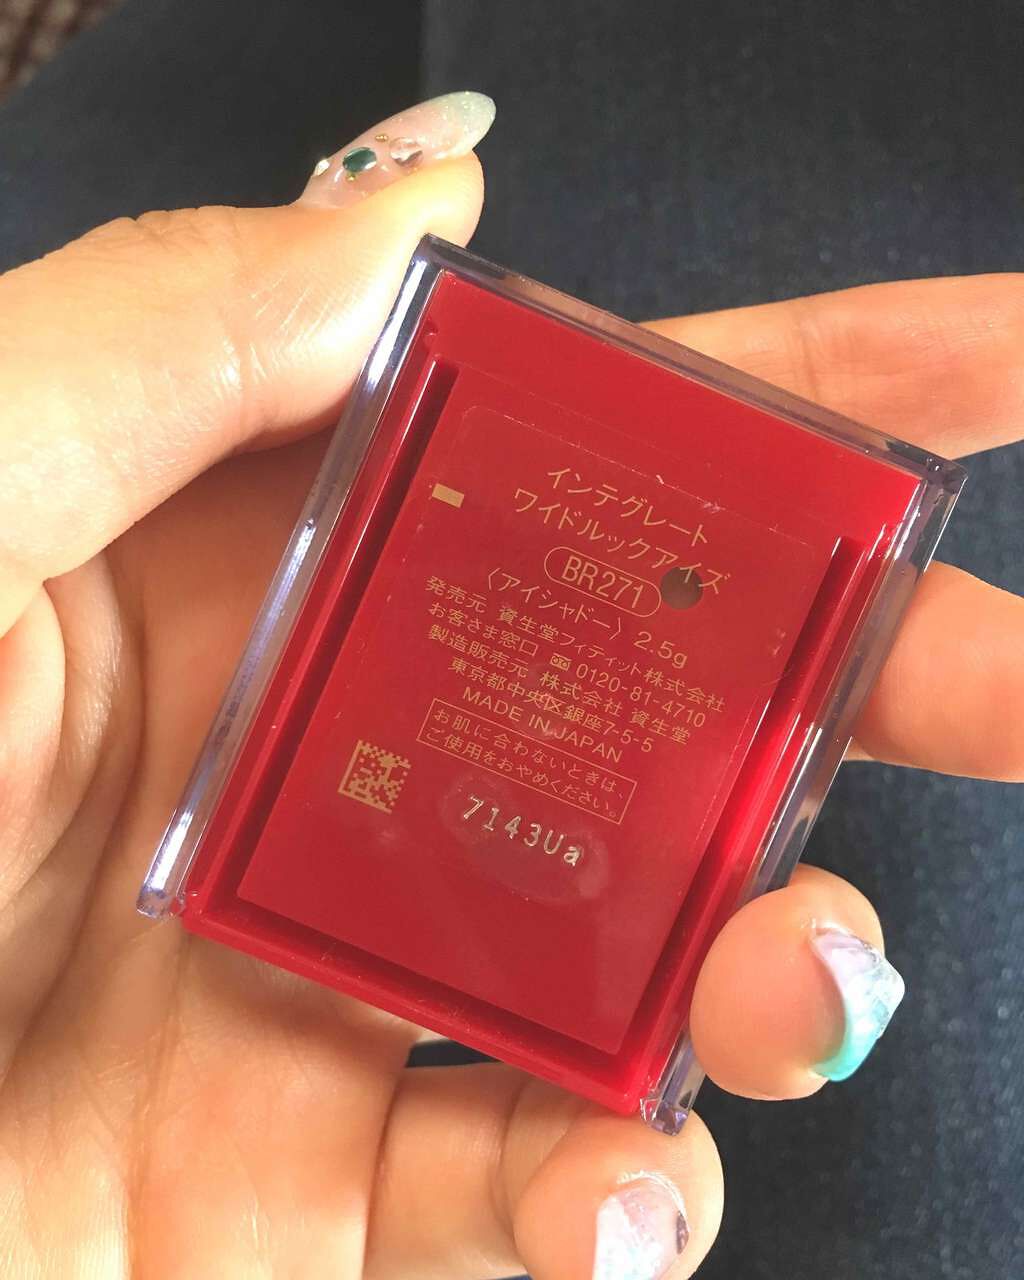 インテグレート
ワイドルックアイズ
BR271
〈アイシャドー〉 2.5g
発売元 資生堂フィティット株式会社
お客さま窓口 0120-81-4710
製造販売元 株式会社 資生堂
東京都中央区銀座7-5-5
MADE IN JAPAN
お肌に合わないときは、
ご使用をおやめください。
7143Ua